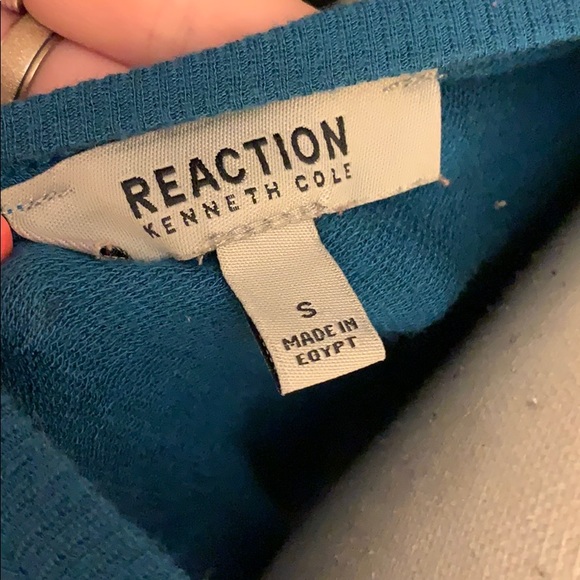 REACTION
KENNETH COLE
S
MADE IN
EGYPT